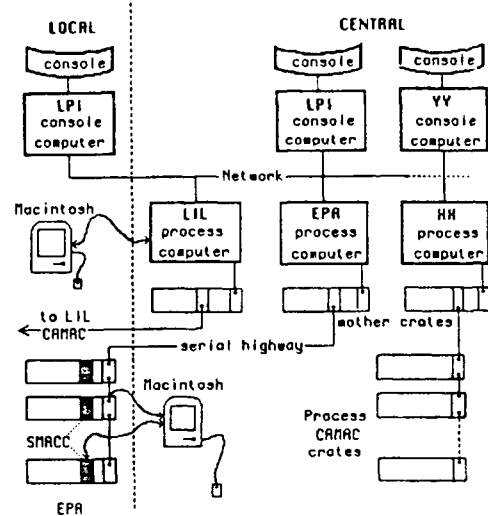 LOCAL
CENTRAL
console
console
console
LPI
console
computer
LPI
console
computer
YY
console
computer
Network
Macintosh
LIL
process
computer
EPA
process
computer
XX
process
computer
to LIL
CAMAC
mother crates
serial highway
Macintosh
SMACC
Process
CAMAC
crates
EPA